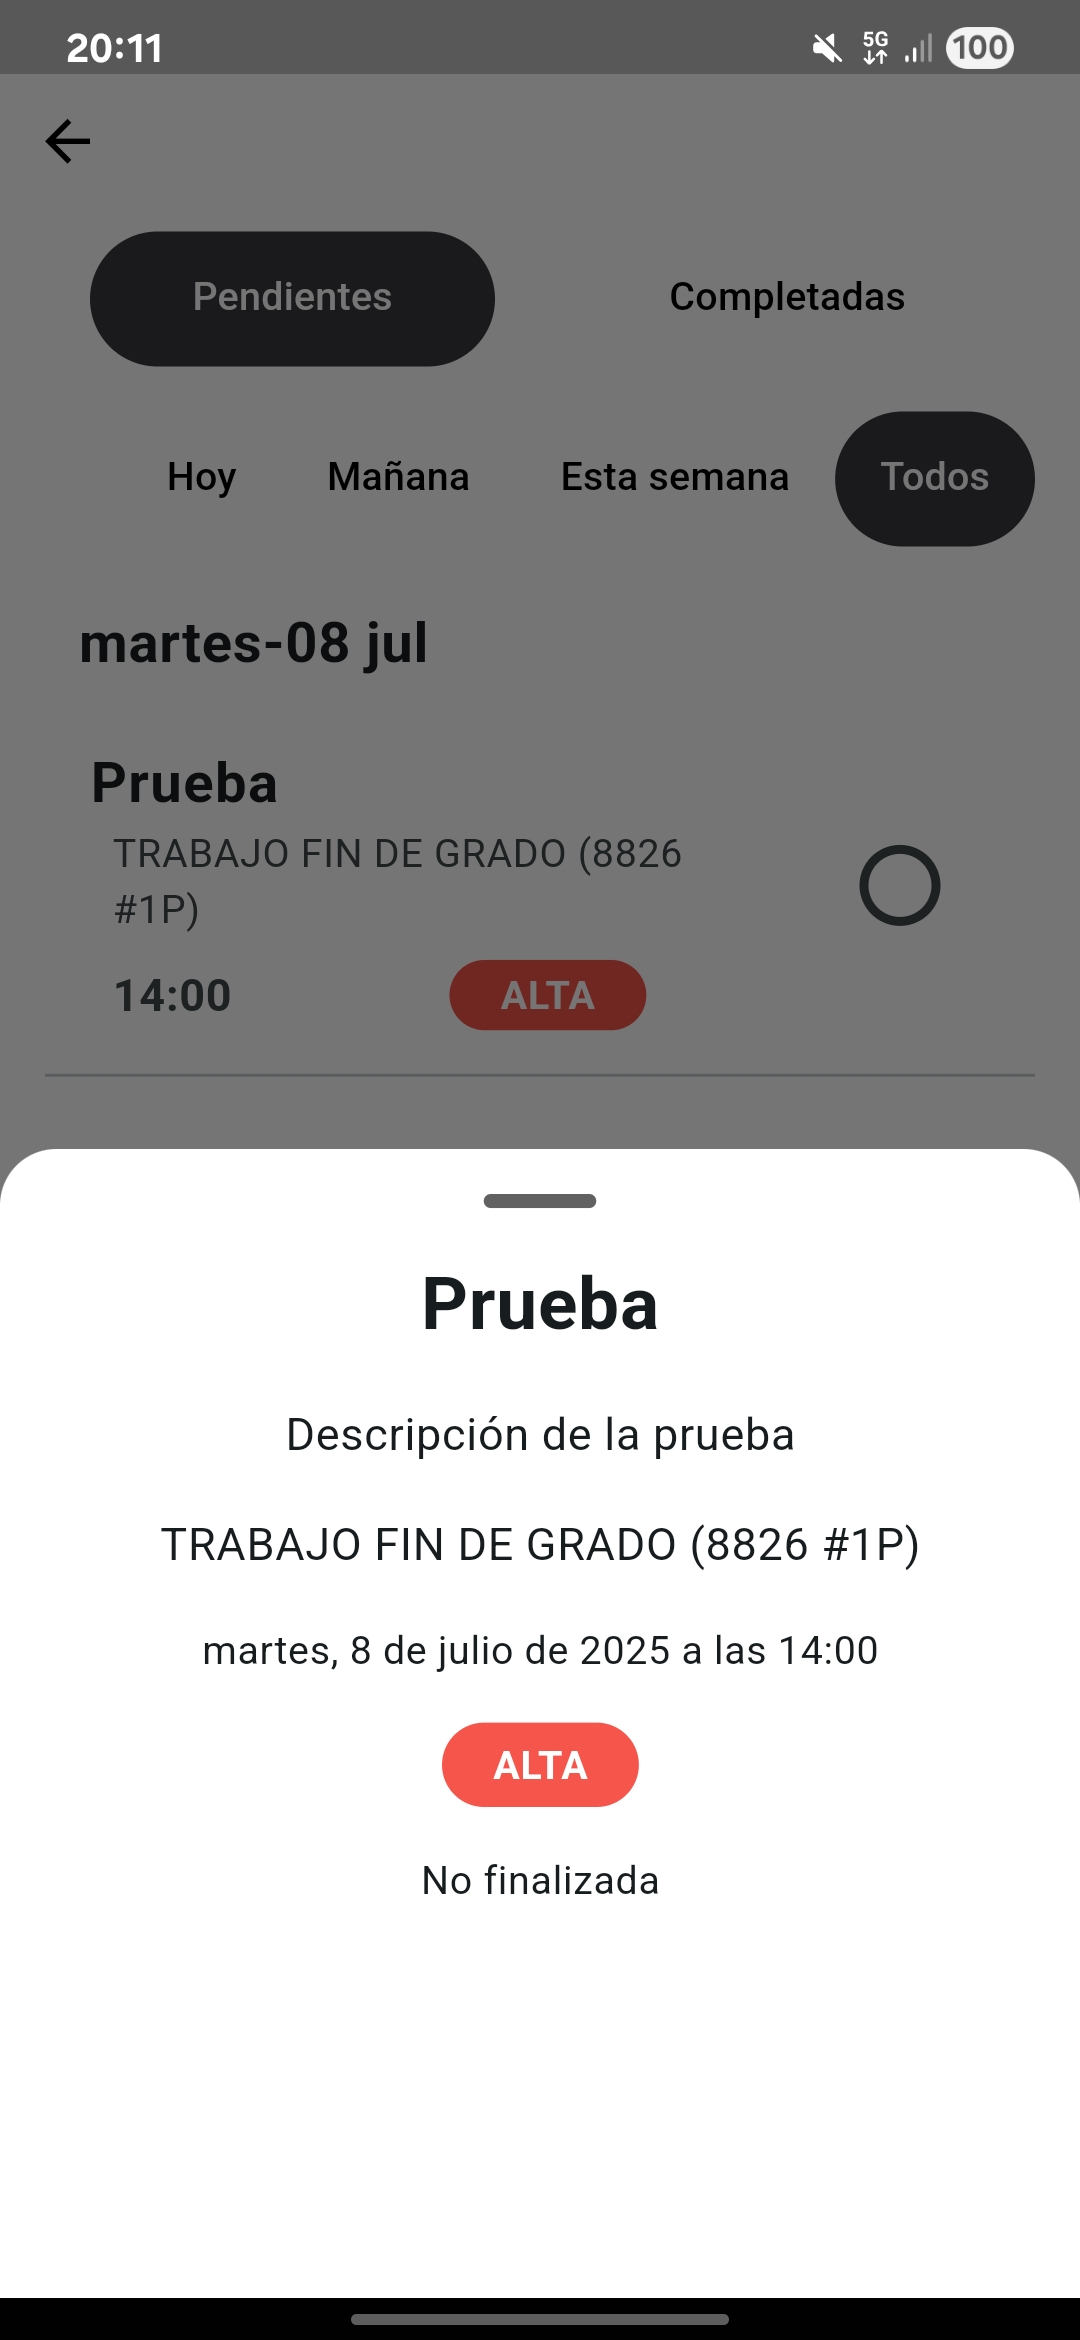 20:11
5G
100
Pendientes
Completadas
Hoy
Mañana
Esta semana
Todos
martes-08 jul
Prueba
TRABAJO FIN DE GRADO (8826
#1P)
14:00
ALTA
Prueba
Descripción de la prueba
TRABAJO FIN DE GRADO (8826 #1P)
martes, 8 de julio de 2025 a las 14:00
ALTA
No finalizada